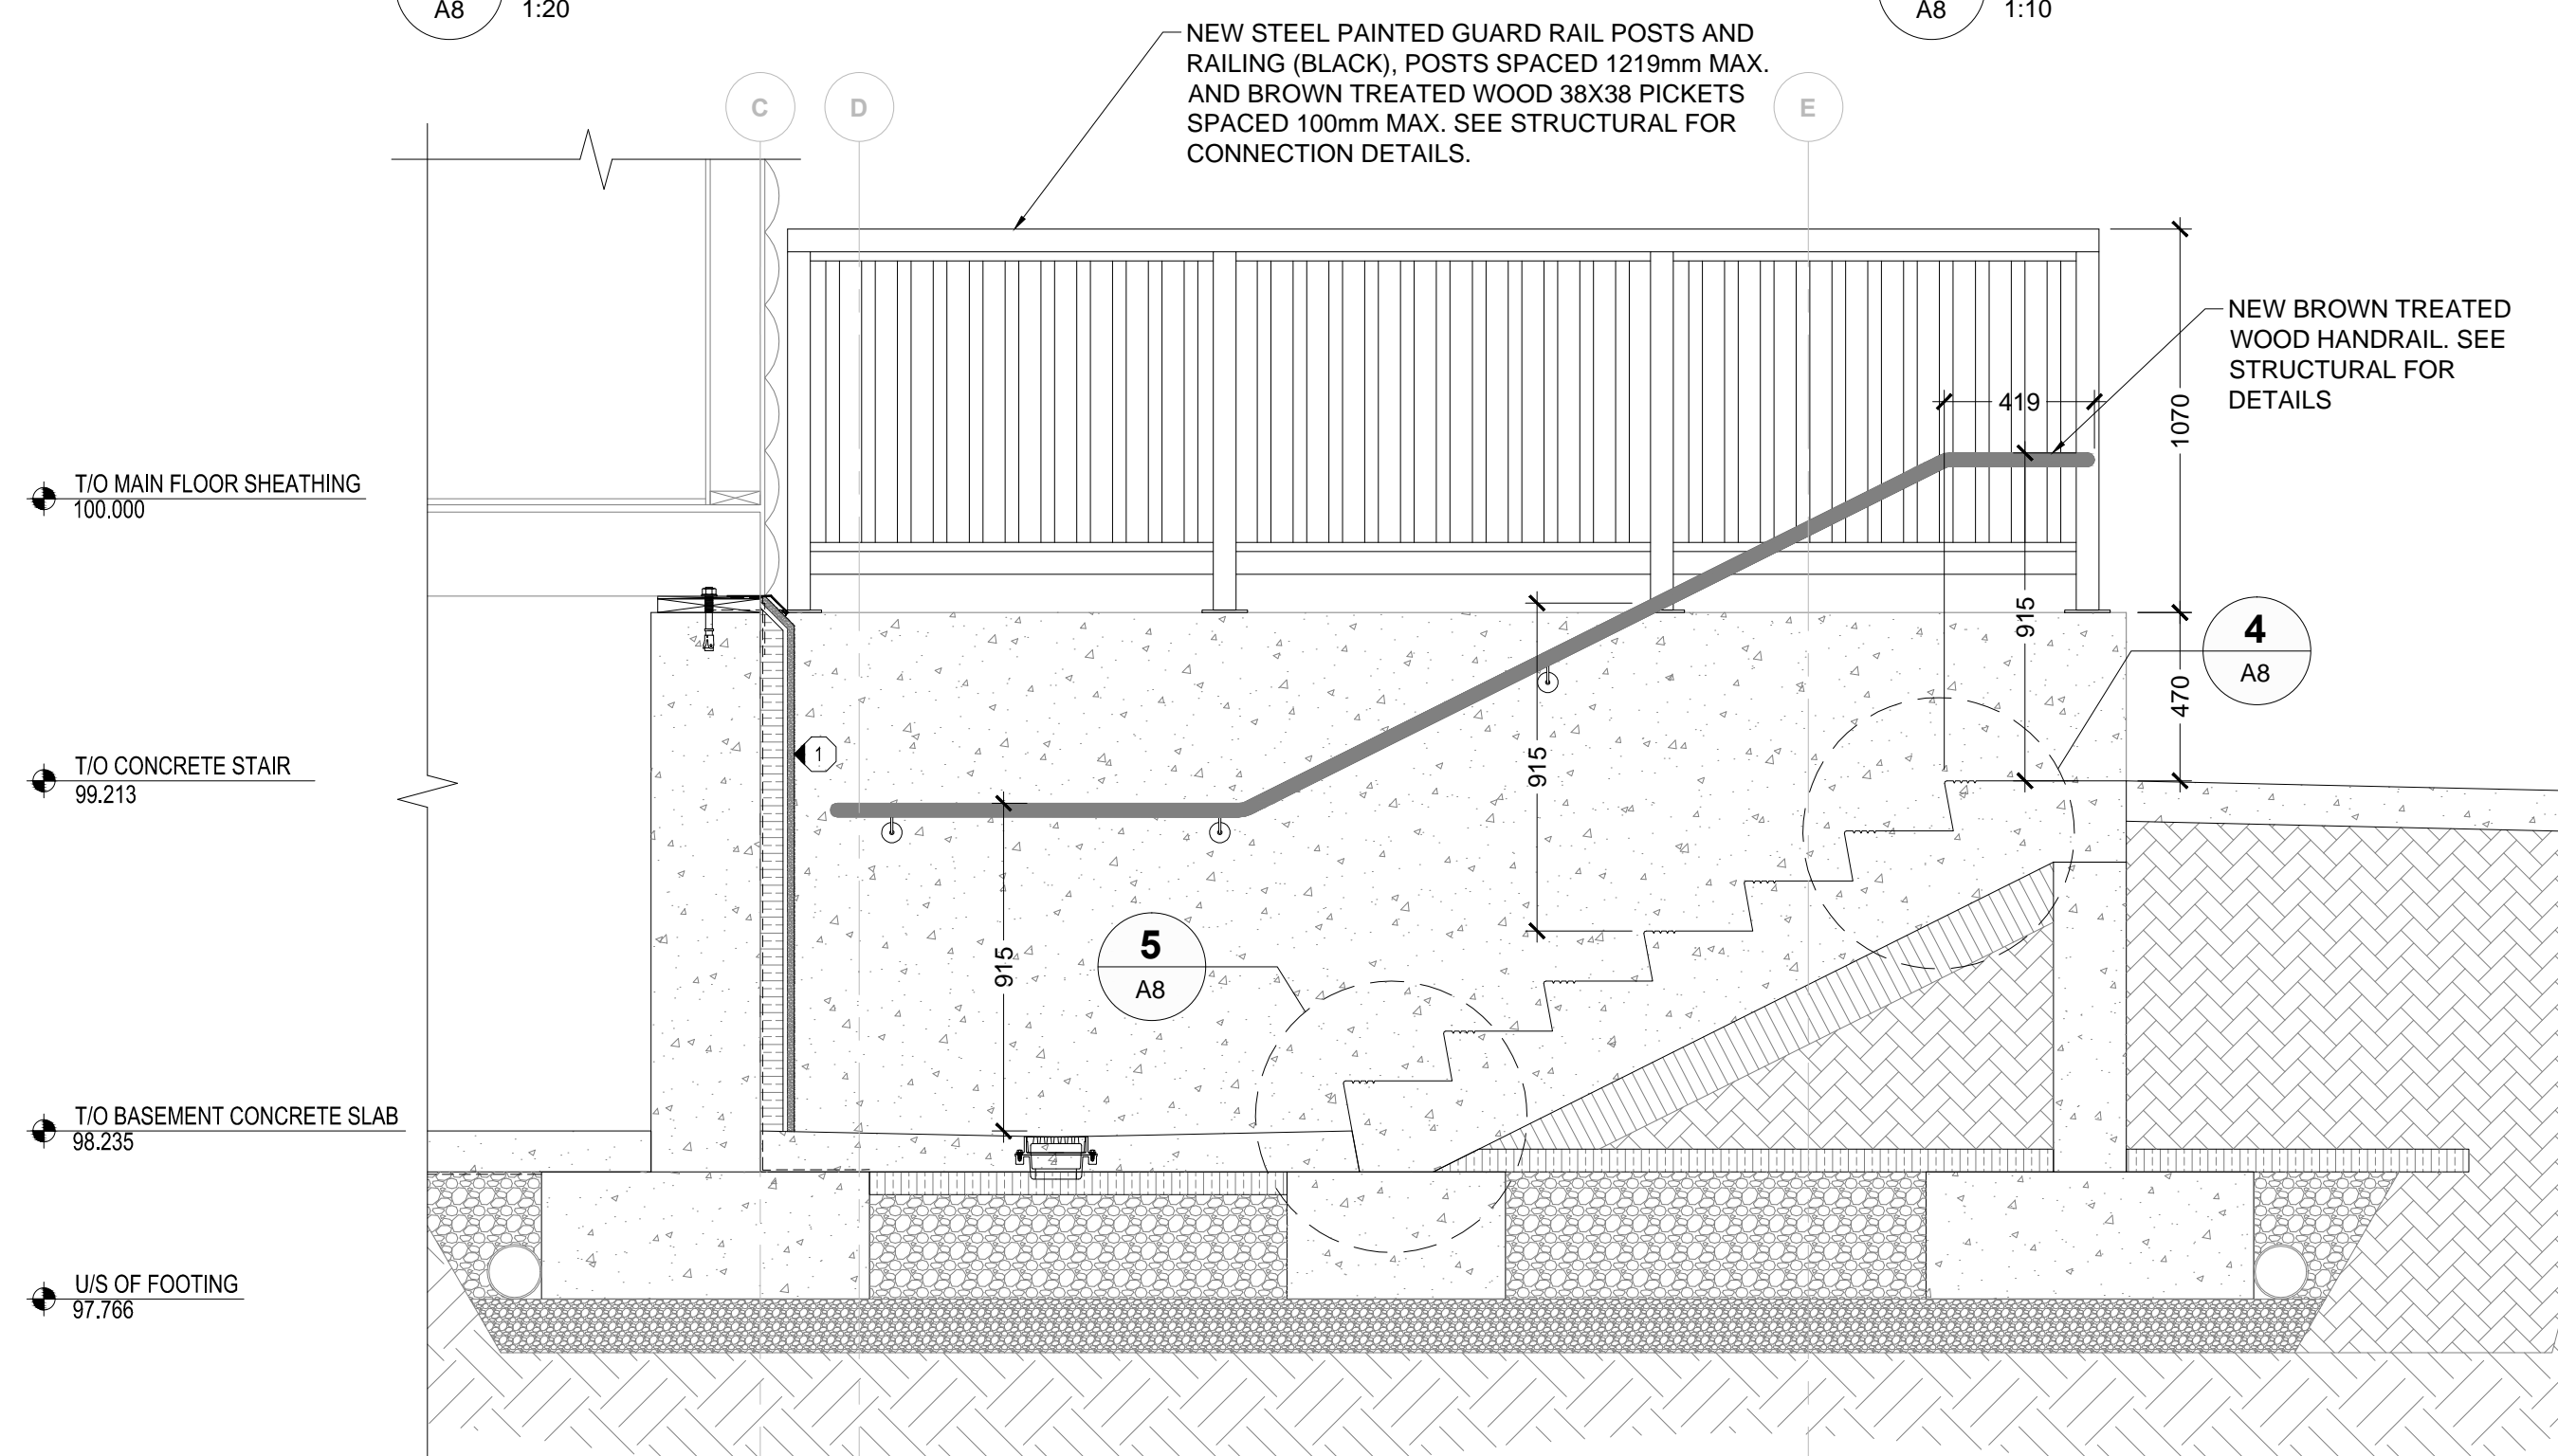 A8
1:20
A8
1:10
NEW STEEL PAINTED GUARD RAIL POSTS AND
RAILING (BLACK), POSTS SPACED 1219mm MAX.
AND BROWN TREATED WOOD 38X38 PICKETS
SPACED 100mm MAX. SEE STRUCTURAL FOR
CONNECTION DETAILS.
C
D
E
NEW BROWN TREATED
WOOD HANDRAIL. SEE
STRUCTURAL FOR
DETAILS
419
1070
T/O MAIN FLOOR SHEATHING
100.000
915
4
A8
470
1
915
T/O CONCRETE STAIR
99.213
5
A8
915
T/O BASEMENT CONCRETE SLAB
98.235
U/S OF FOOTING
97.766